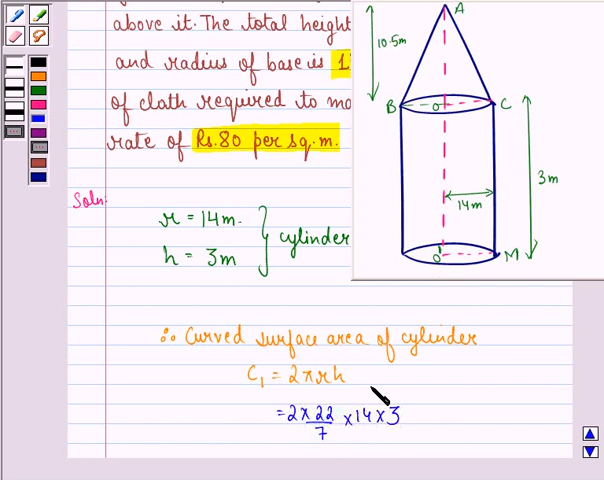 above it. The total height
and radius of base is 1
of cloth required to ma
rate of Rs.80 per sq.m.
Soln:
r = 14m.
h = 3m
cylinder
∴ Curved surface area of cylinder
C₁ = 2πrh
= 2 × 22/7 × 14 × 3
A
10.5m
B
O
C
3m
14m
O'
M